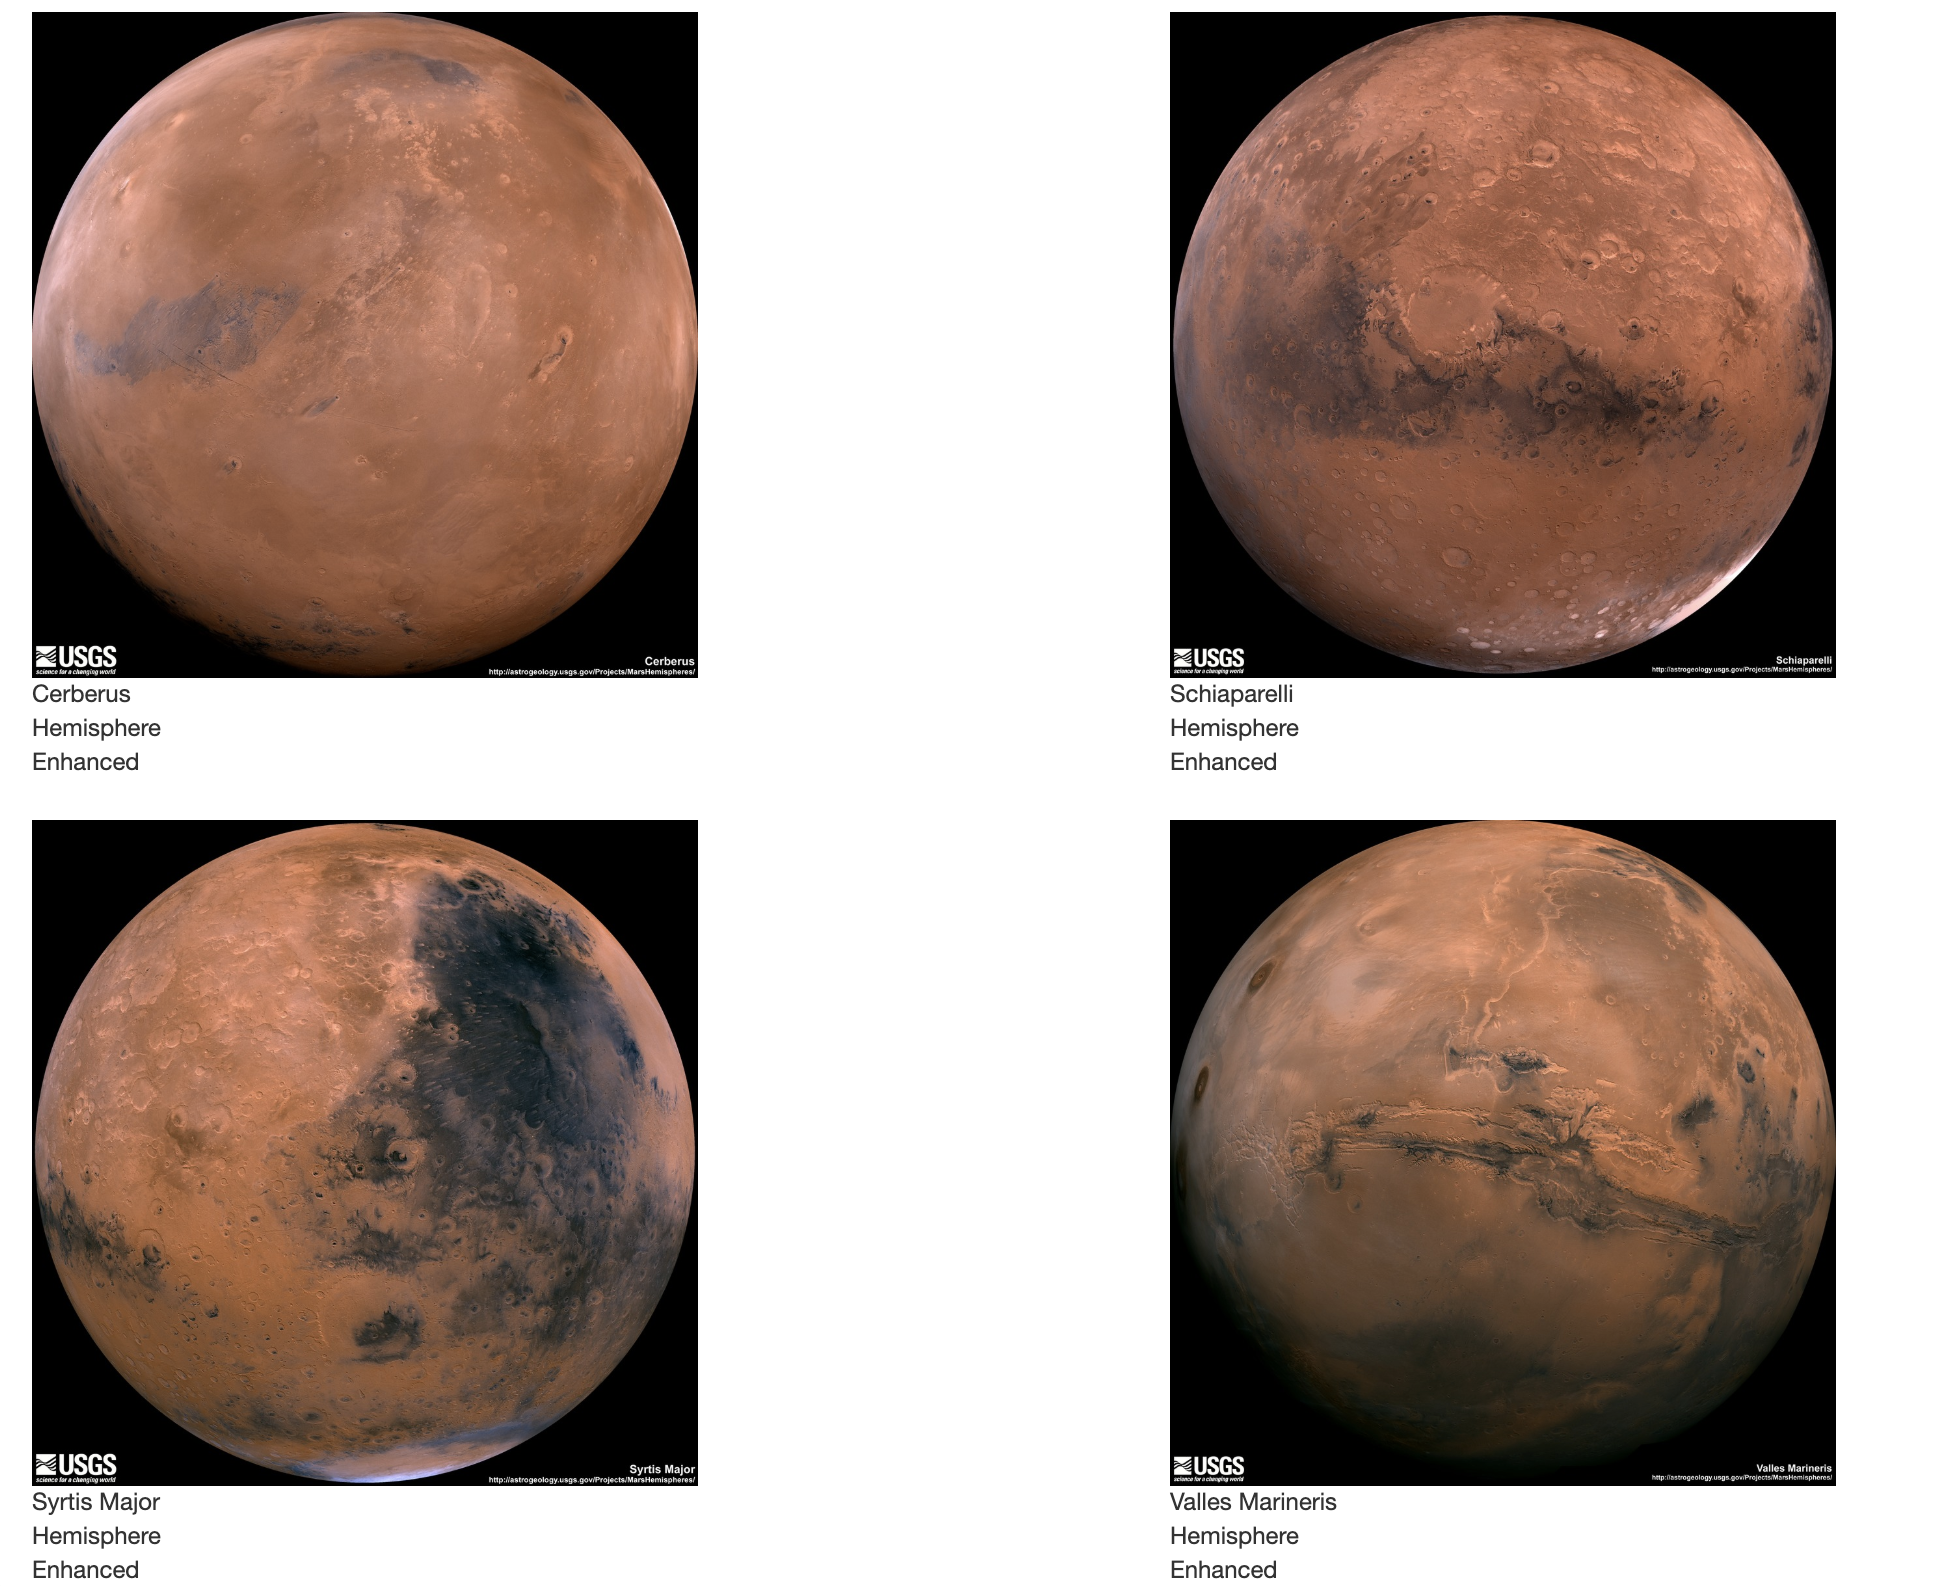 USGS
science for a changing world
Cerberus
http://astrogeology.usgs.gov/Projects/MarsHemispheres/
Cerberus
Hemisphere
Enhanced
USGS
science for a changing world
Schiaparelli
http://astrogeology.usgs.gov/Projects/MarsHemispheres/
Schiaparelli
Hemisphere
Enhanced
USGS
science for a changing world
Syrtis Major
http://astrogeology.usgs.gov/Projects/MarsHemispheres/
Syrtis Major
Hemisphere
Enhanced
USGS
science for a changing world
Valles Marineris
http://astrogeology.usgs.gov/Projects/MarsHemispheres/
Valles Marineris
Hemisphere
Enhanced